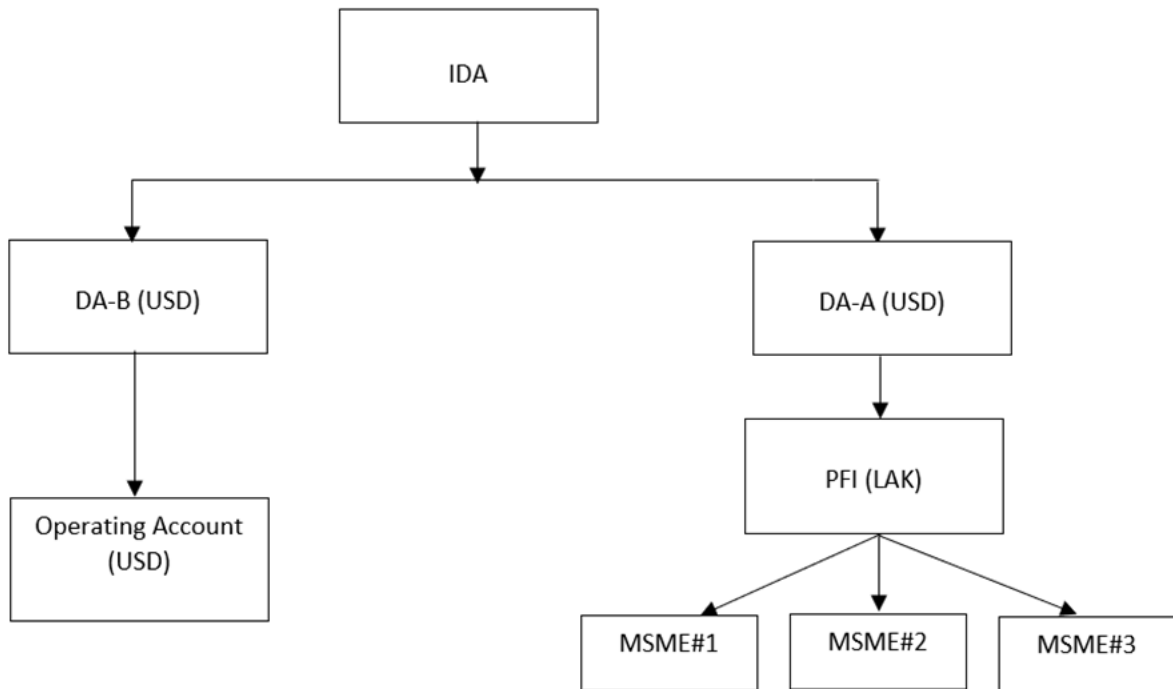 IDA
DA-B (USD)
DA-A (USD)
PFI (LAK)
Operating Account
(USD)
MSME#1
MSME#2
MSME#3